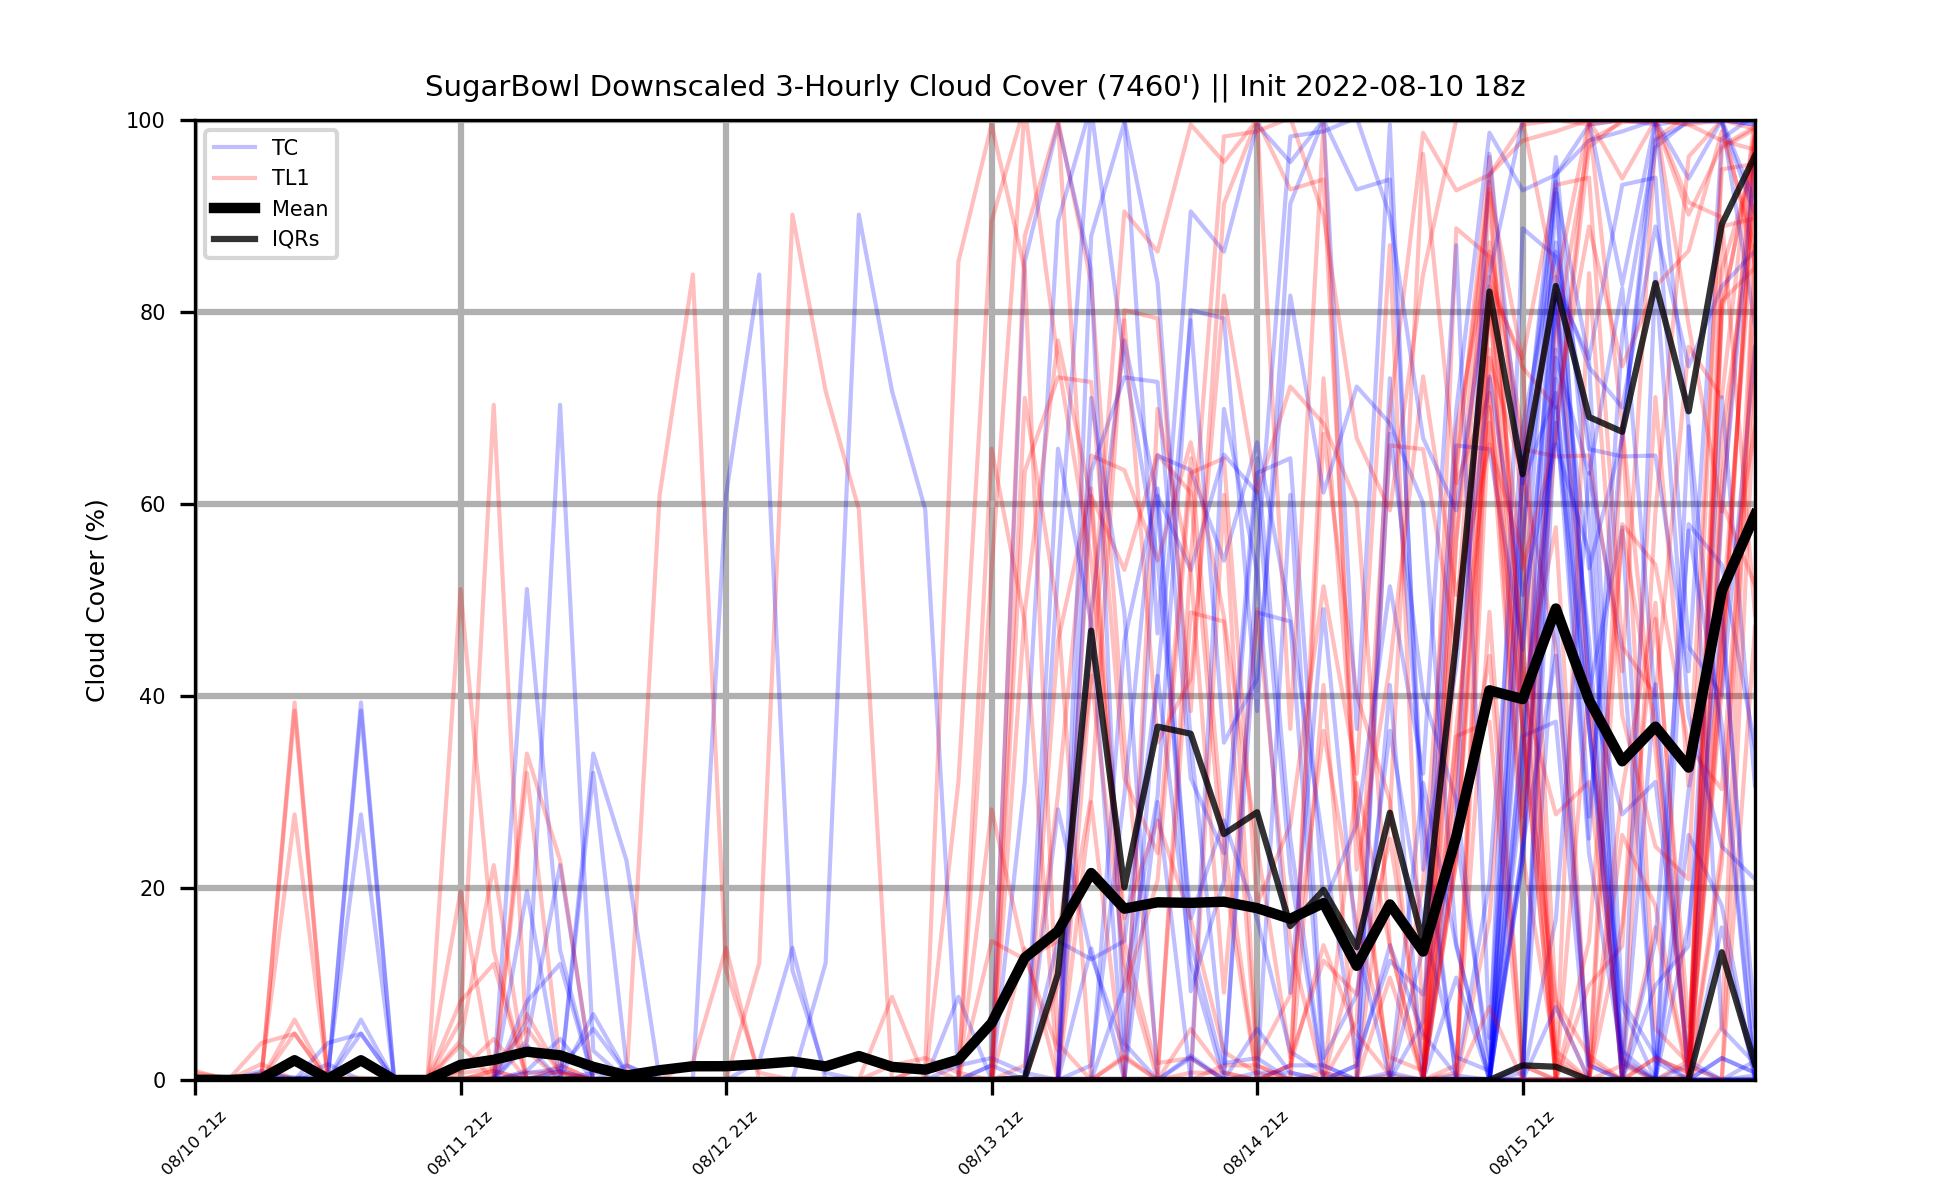 SugarBowl Downscaled 3-Hourly Cloud Cover (7460') || Init 2022-08-10 18z
100
80
60
40
20
0
Cloud Cover (%)
TC
TL1
Mean
IQRs
08/10 21z
08/11 21z
08/12 21z
08/13 21z
08/14 21z
08/15 21z